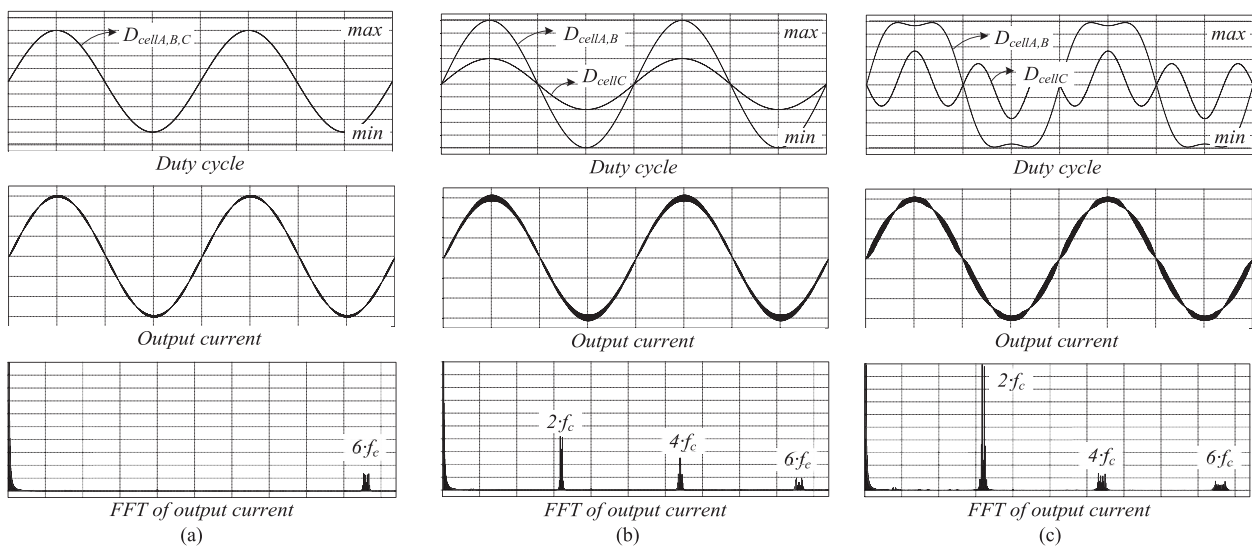 D_cellA,B,C
max
min
Duty cycle
Output current
6·f_c
FFT of output current
(a)
D_cellA,B
max
D_cellC
min
Duty cycle
Output current
2·f_c
4·f_c
6·f_c
FFT of output current
(b)
max
D_cellA,B
D_cellC
min
Duty cycle
Output current
2·f_c
4·f_c
6·f_c
FFT of output current
(c)